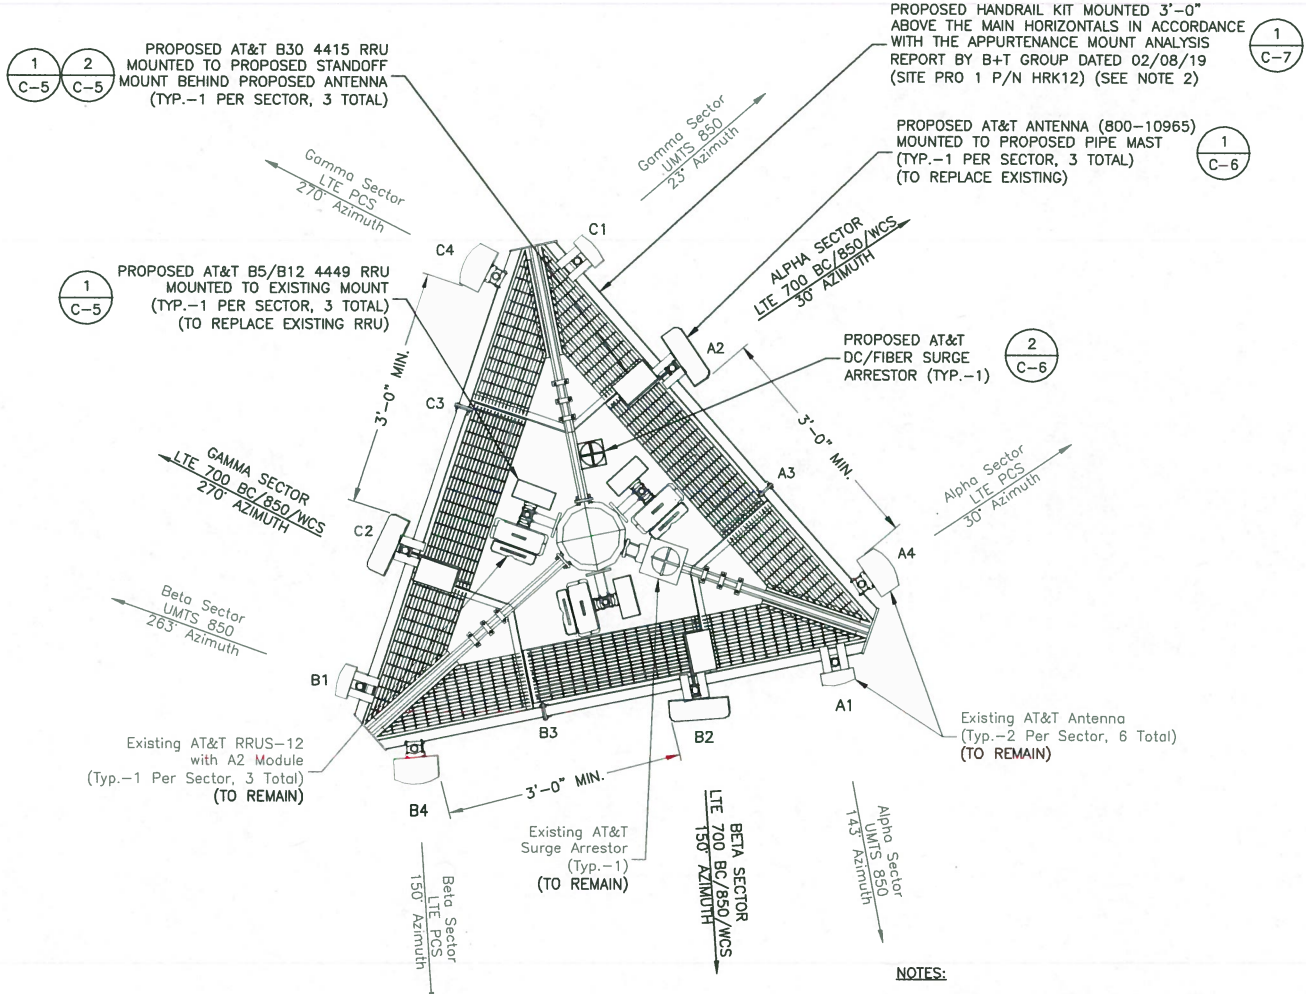 PROPOSED HANDRAIL KIT MOUNTED 3'-0"
ABOVE THE MAIN HORIZONTALS IN ACCORDANCE
WITH THE APPURTENANCE MOUNT ANALYSIS
REPORT BY B+T GROUP DATED 02/08/19
(SITE PRO 1 P/N HRK12) (SEE NOTE 2)
1
C-7
PROPOSED AT&T B30 4415 RRU
MOUNTED TO PROPOSED STANDOFF
MOUNT BEHIND PROPOSED ANTENNA
(TYP.-1 PER SECTOR, 3 TOTAL)
1
C-5
2
C-5
Gamma Sector
UMTS 850
23° Azimuth
PROPOSED AT&T ANTENNA (800-10965)
MOUNTED TO PROPOSED PIPE MAST
(TYP.-1 PER SECTOR, 3 TOTAL)
(TO REPLACE EXISTING)
1
C-6
Gamma Sector
LTE PCS
270° Azimuth
ALPHA SECTOR
LTE 700 BC/850/WCS
30° AZIMUTH
C4
C1
PROPOSED AT&T B5/B12 4449 RRU
MOUNTED TO EXISTING MOUNT
(TYP.-1 PER SECTOR, 3 TOTAL)
(TO REPLACE EXISTING RRU)
1
C-5
A2
PROPOSED AT&T
DC/FIBER SURGE
ARRESTOR (TYP.-1)
2
C-6
3'-0" MIN.
C3
3'-0" MIN.
A3
GAMMA SECTOR
LTE 700 BC/850/WCS
270° AZIMUTH
Alpha Sector
LTE PCS
30° Azimuth
C2
A4
Beta Sector
UMTS 850
263° Azimuth
B1
A1
B3
B2
Existing AT&T Antenna
(Typ.-2 Per Sector, 6 Total)
(TO REMAIN)
Existing AT&T RRUS-12
with A2 Module
(Typ.-1 Per Sector, 3 Total)
(TO REMAIN)
3'-0" MIN.
B4
Existing AT&T
Surge Arrestor
(Typ.-1)
(TO REMAIN)
BETA SECTOR
LTE 700 BC/850/WCS
150° AZIMUTH
Alpha Sector
UMTS 850
143° Azimuth
Beta Sector
LTE PCS
150° Azimuth
NOTES: